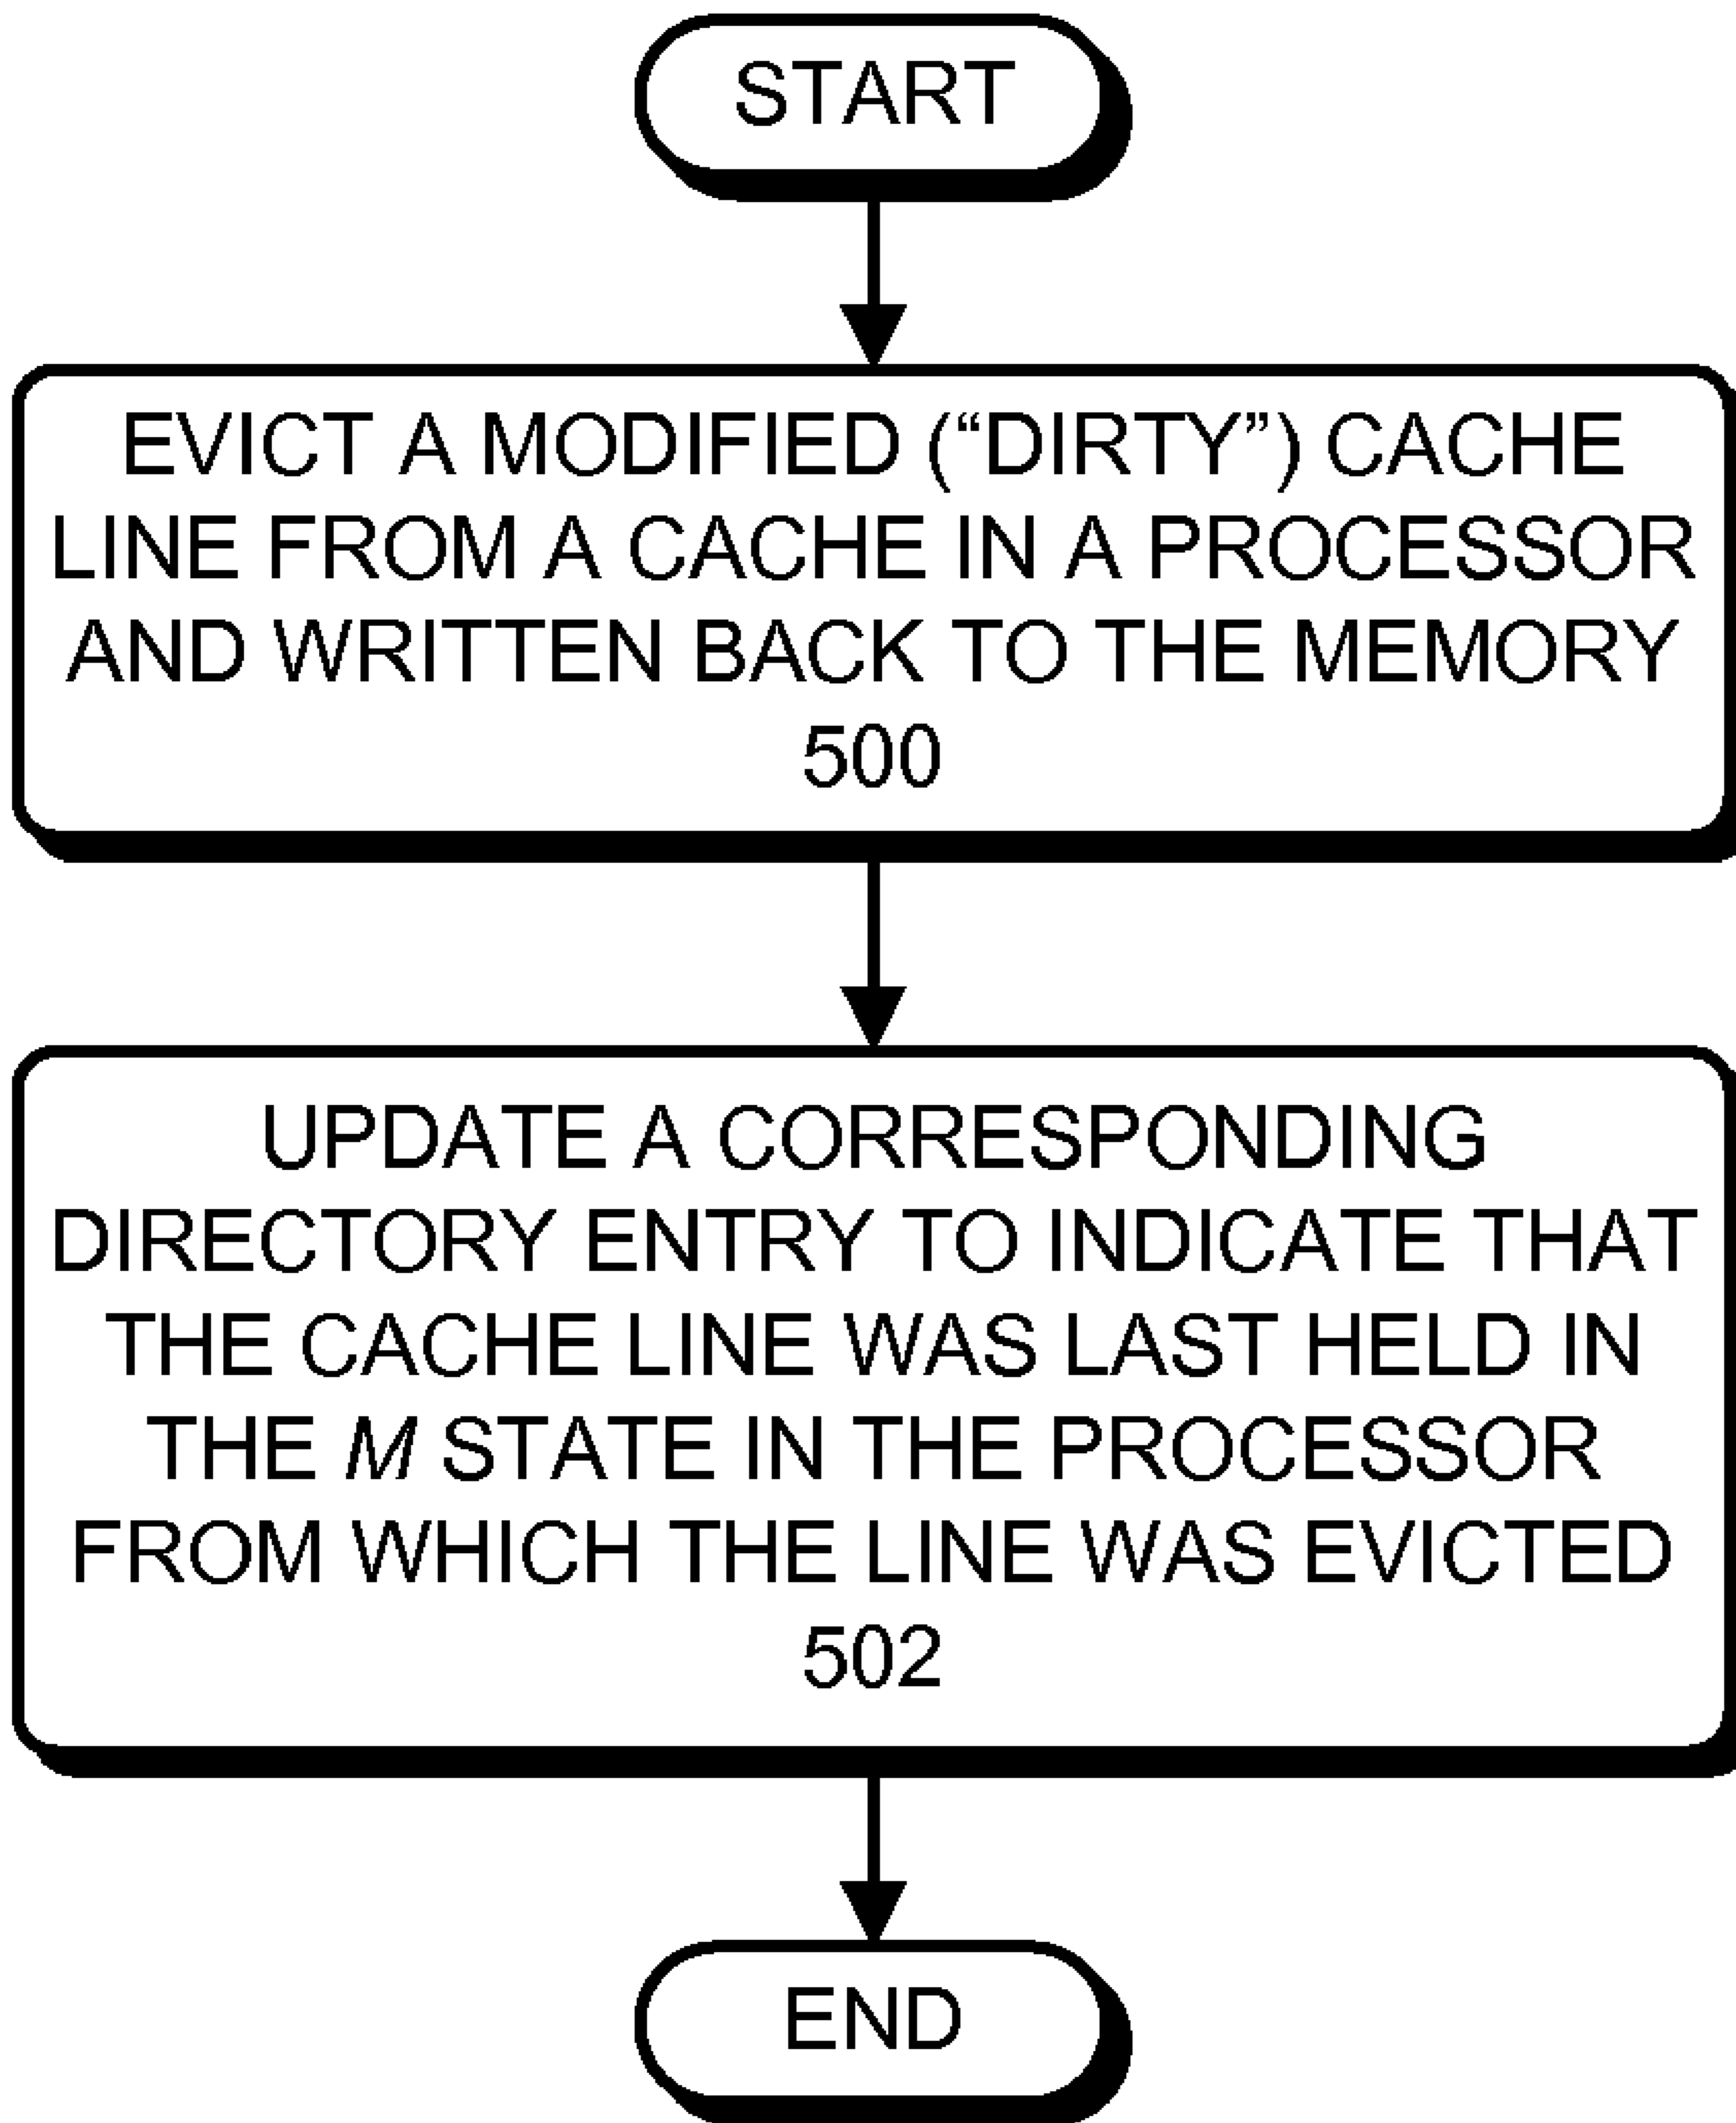 START
EVICT A MODIFIED (“DIRTY”) CACHE
LINE FROM A CACHE IN A PROCESSOR
AND WRITTEN BACK TO THE MEMORY
500
UPDATE A CORRESPONDING
DIRECTORY ENTRY TO INDICATE THAT
THE CACHE LINE WAS LAST HELD IN
THE M STATE IN THE PROCESSOR
FROM WHICH THE LINE WAS EVICTED
502
END